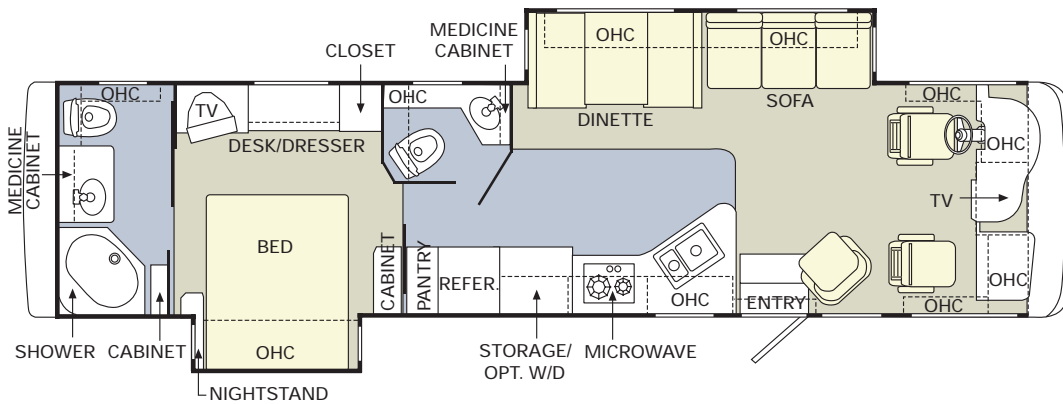 CLOSET
MEDICINE
CABINET
OHC
OHC
OHC
TV
OHC
SOFA
OHC
DINETTE
DESK/DRESSER
OHC
MEDICINE
CABINET
TV
BED
CABINET
PANTRY
REFER.
OHC
OHC
ENTRY
OHC
SHOWER
CABINET
OHC
STORAGE/
OPT. W/D
MICROWAVE
NIGHTSTAND